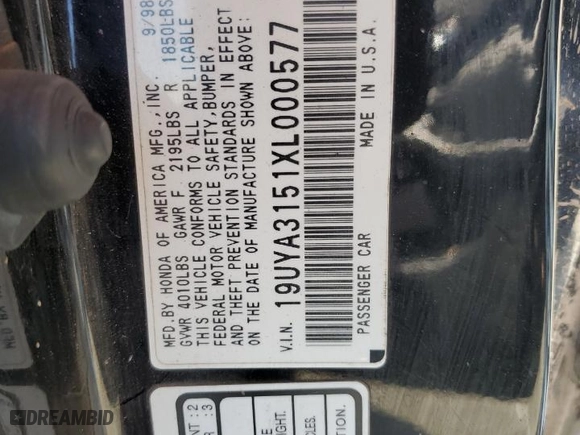 MFD.BY HONDA OF AMERICA MFG.,INC. 9/98
GVWR 4010LBS GAWR F 2195LBS R 1850LBS
THIS VEHICLE CONFORMS TO ALL APPLICABLE
FEDERAL MOTOR VEHICLE SAFETY,BUMPER,
AND THEFT PREVENTION STANDARDS IN EFFECT
ON THE DATE OF MANUFACTURE SHOWN ABOVE:
V.I.N. 19UYA3151XL000577
PASSENGER CAR MADE IN U.S.A.
:2
:3
DREAMBID